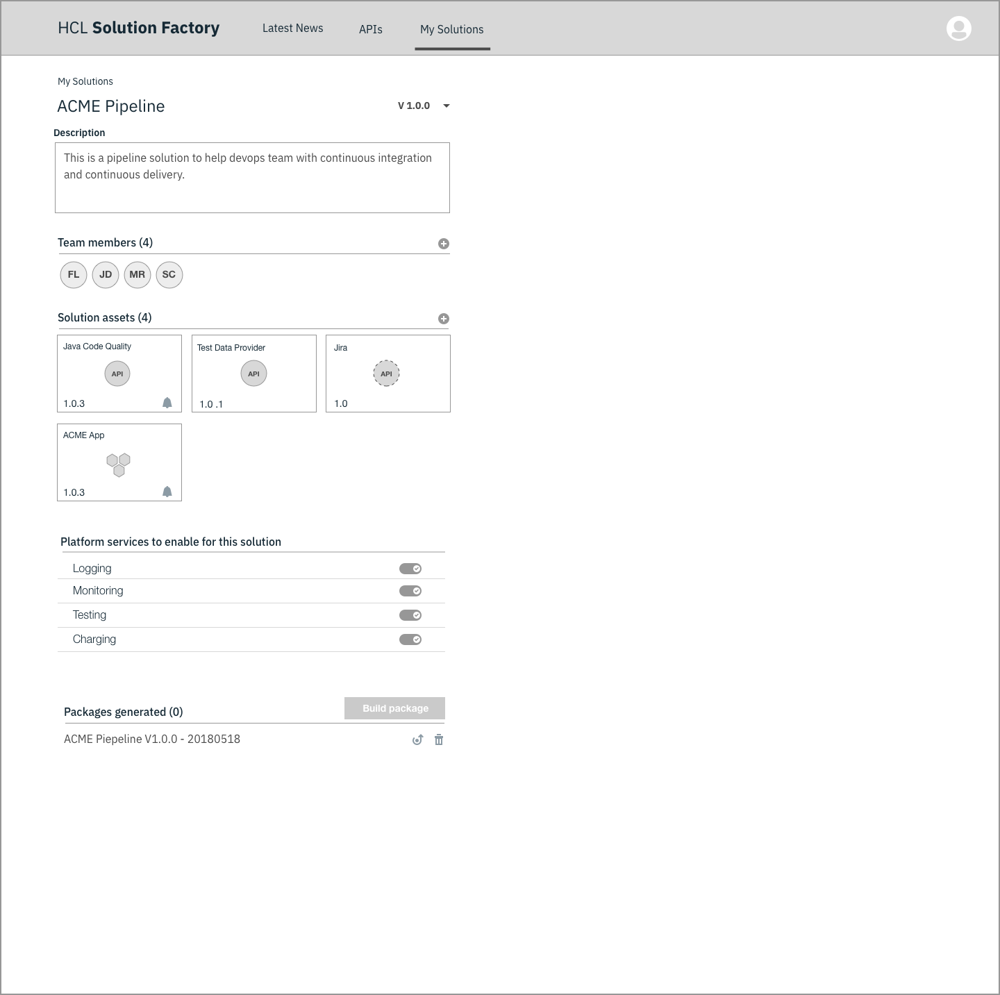 HCL Solution Factory
Latest News
APIs
My Solutions
My Solutions
ACME Pipeline
V 1.0.0
Description
This is a pipeline solution to help devops team with continuous integration
and continuous delivery.
Team members (4)
FL
JD
MR
SC
Solution assets (4)
Java Code Quality
API
1.0.3
Test Data Provider
API
1.0 .1
Jira
API
1.0
ACME App
1.0.3
Platform services to enable for this solution
Logging
Monitoring
Testing
Charging
Packages generated (0)
Build package
ACME Piepeline V1.0.0 - 20180518